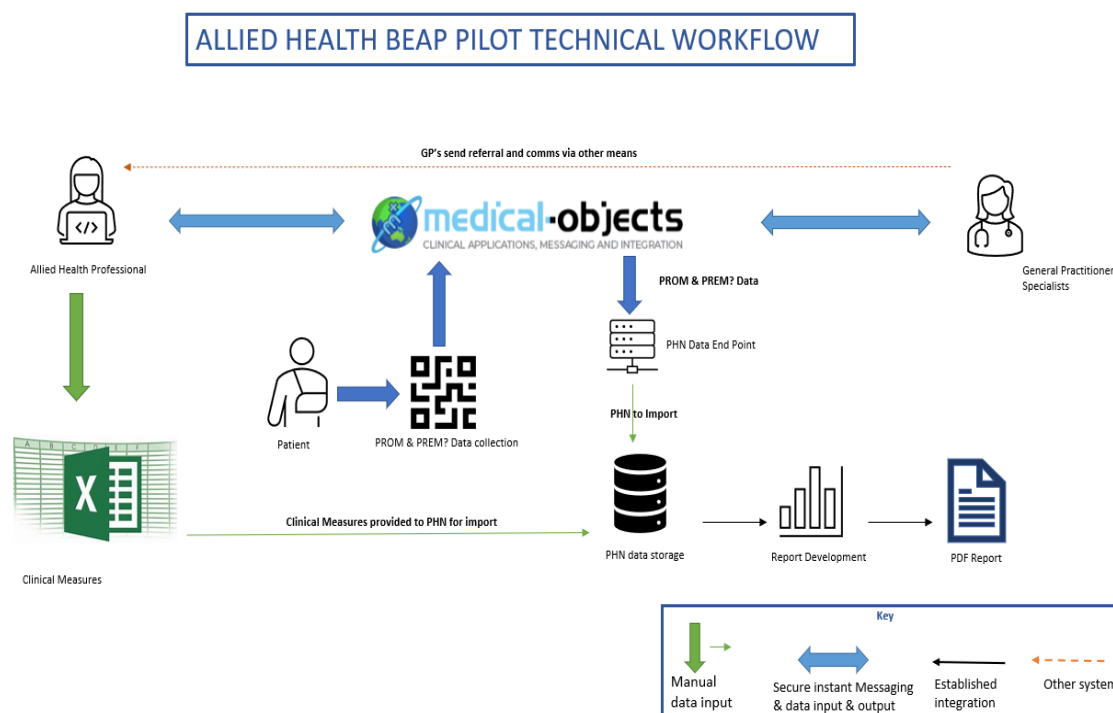 ALLIED HEALTH BEAP PILOT TECHNICAL WORKFLOW
GP's send referral and comms via other means
medical-objects
CLINICAL APPLICATIONS, MESSAGING AND INTEGRATION
Allied Health Professional
General Practitioner
Specialists
PROM & PREM? Data
PHN Data End Point
PHN to Import
Patient
PROM & PREM? Data collection
A B C D E F
X
Clinical Measures provided to PHN for import
PHN data storage
Report Development
PDF Report
Clinical Measures
Key
Manual
data input
Secure instant Messaging
& data input & output
Established
integration
Other system